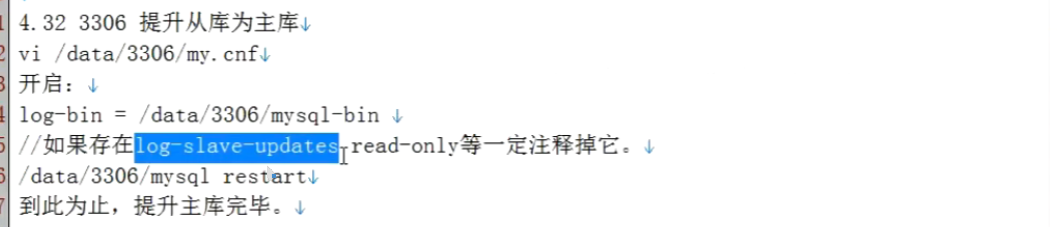 4.32 3306 提升从库为主库↓
vi /data/3306/my.cnf↓
开启：↓
log-bin = /data/3306/mysql-bin ↓
//如果存在log-slave-updates read-only等一定注释掉它。↓
/data/3306/mysql restart↓
到此为止，提升主库完毕。↓